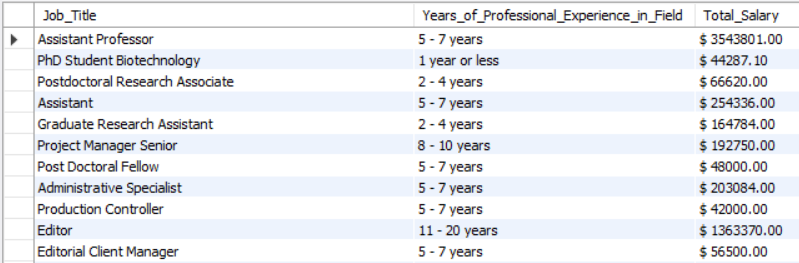 Job_Title Years_of_Professional_Experience_in_Field Total_Salary
Assistant Professor 5 - 7 years $ 3543801.00
PhD Student Biotechnology 1 year or less $ 44287.10
Postdoctoral Research Associate 2 - 4 years $ 66620.00
Assistant 5 - 7 years $ 254336.00
Graduate Research Assistant 2 - 4 years $ 164784.00
Project Manager Senior 8 - 10 years $ 192750.00
Post Doctoral Fellow 5 - 7 years $ 48000.00
Administrative Specialist 5 - 7 years $ 203084.00
Production Controller 5 - 7 years $ 42000.00
Editor 11 - 20 years $ 1363370.00
Editorial Client Manager 5 - 7 years $ 56500.00